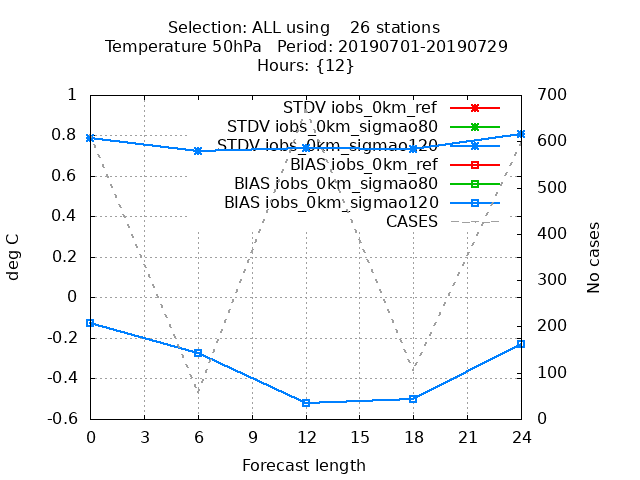 Selection: ALL using 26 stations
Temperature 50hPa Period: 20190701-20190729
Hours: {12}
1
0.8
0.6
0.4
0.2
0
-0.2
-0.4
-0.6
deg C
STDV iobs_0km_ref
STDV iobs_0km_sigmao80
STDV iobs_0km_sigmao120
BIAS iobs_0km_ref
BIAS iobs_0km_sigmao80
BIAS iobs_0km_sigmao120
CASES
700
600
500
400
300
200
100
0
No cases
0 3 6 9 12 15 18 21 24
Forecast length